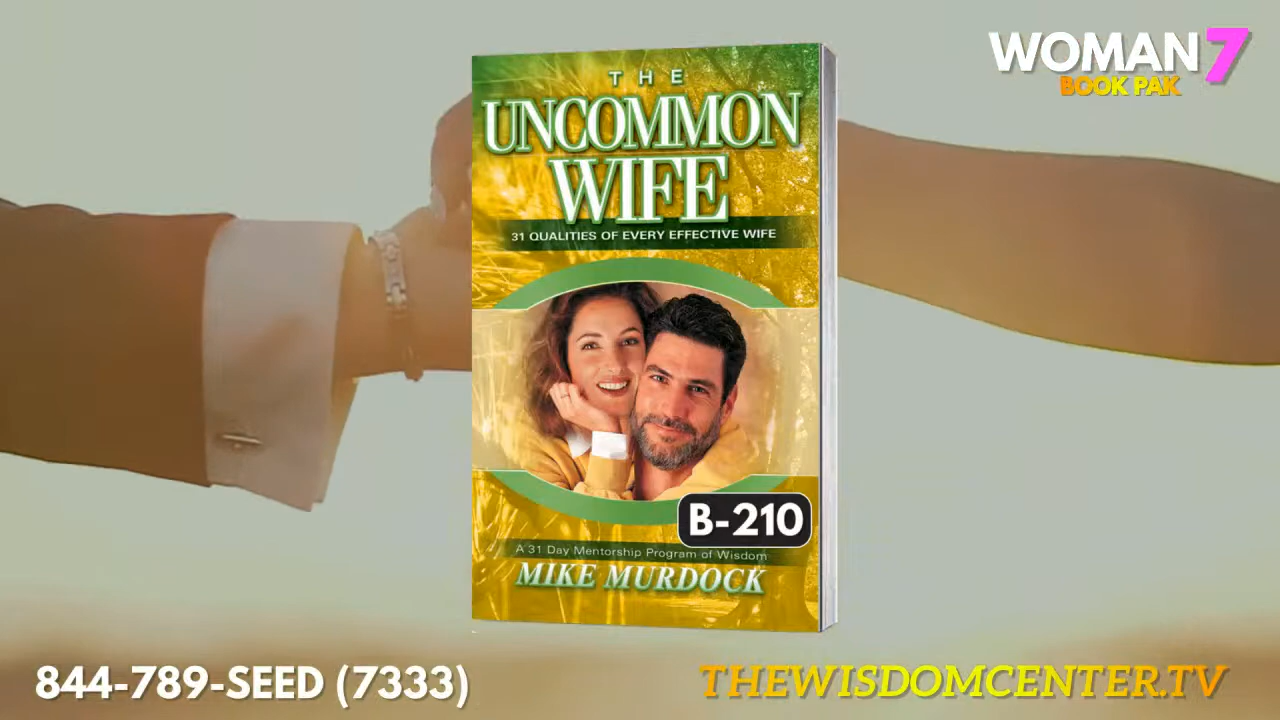 WOMAN 7
BOOK PAK
THE
UNCOMMON
WIFE
31 QUALITIES OF EVERY EFFECTIVE WIFE
B-210
A 31 Day Mentorship Program of Wisdom
MIKE MURDOCK
844-789-SEED (7333)
THEWISDOMCENTER.TV